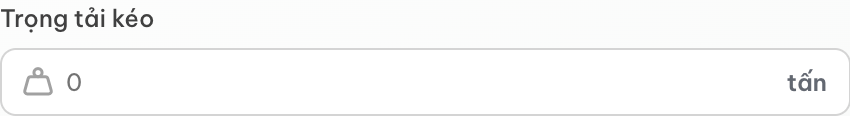 Trọng tải kéo
0 tấn